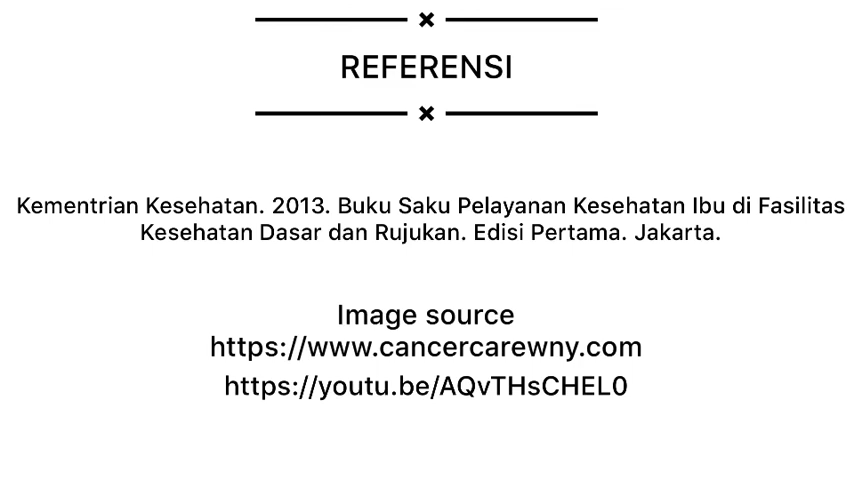 REFERENSI
Kementrian Kesehatan. 2013. Buku Saku Pelayanan Kesehatan Ibu di Fasilitas
Kesehatan Dasar dan Rujukan. Edisi Pertama. Jakarta.
Image source
https://www.cancercarewny.com
https://youtu.be/AQvTHsCHEL0